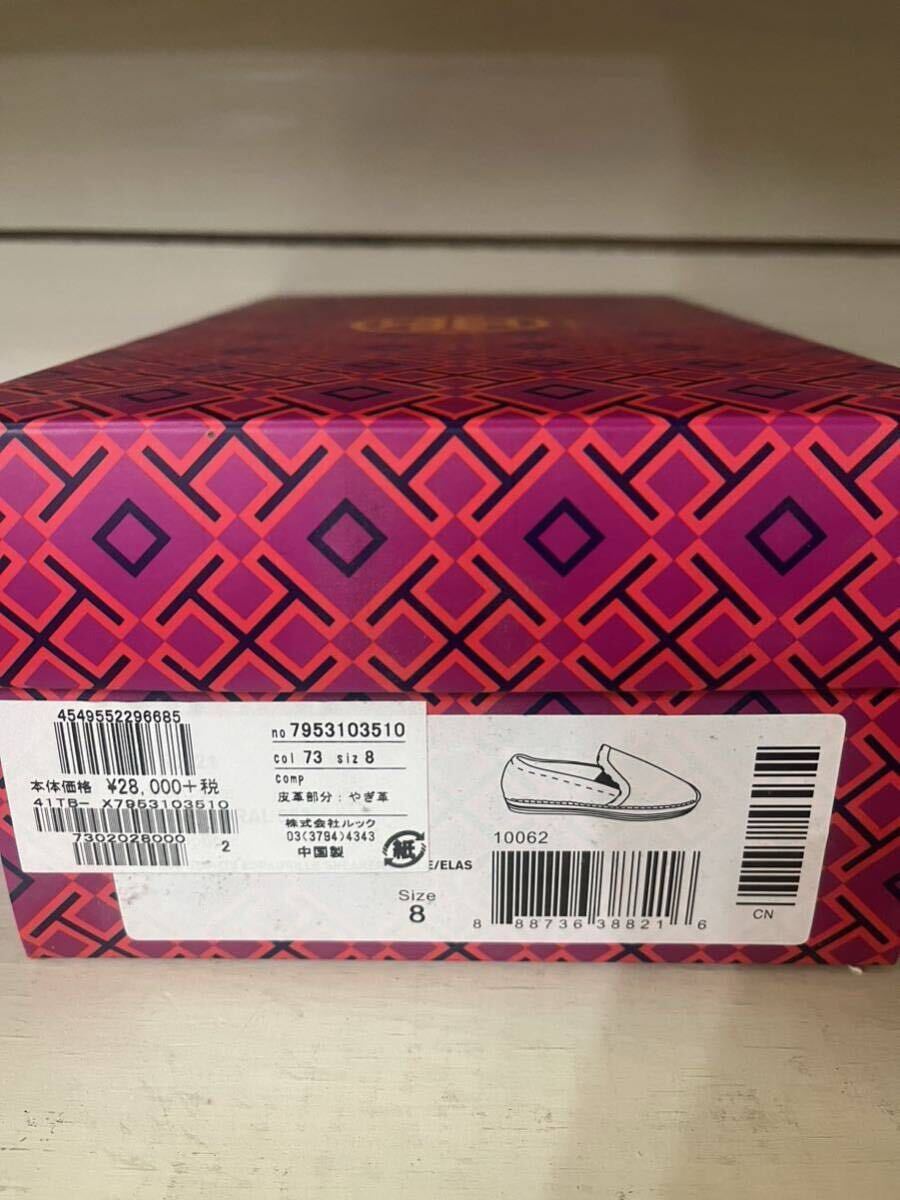 4549552296685
本体価格 ¥28,000+税
41TB- X7953103510
7302028000 2
no 7953103510
col 73 siz 8
comp
皮革部分:やぎ革
株式会社ルック
03(3794)4343
中国製
紙
E/ELAS
Size
8
10062
8 88736 38821 6
CN